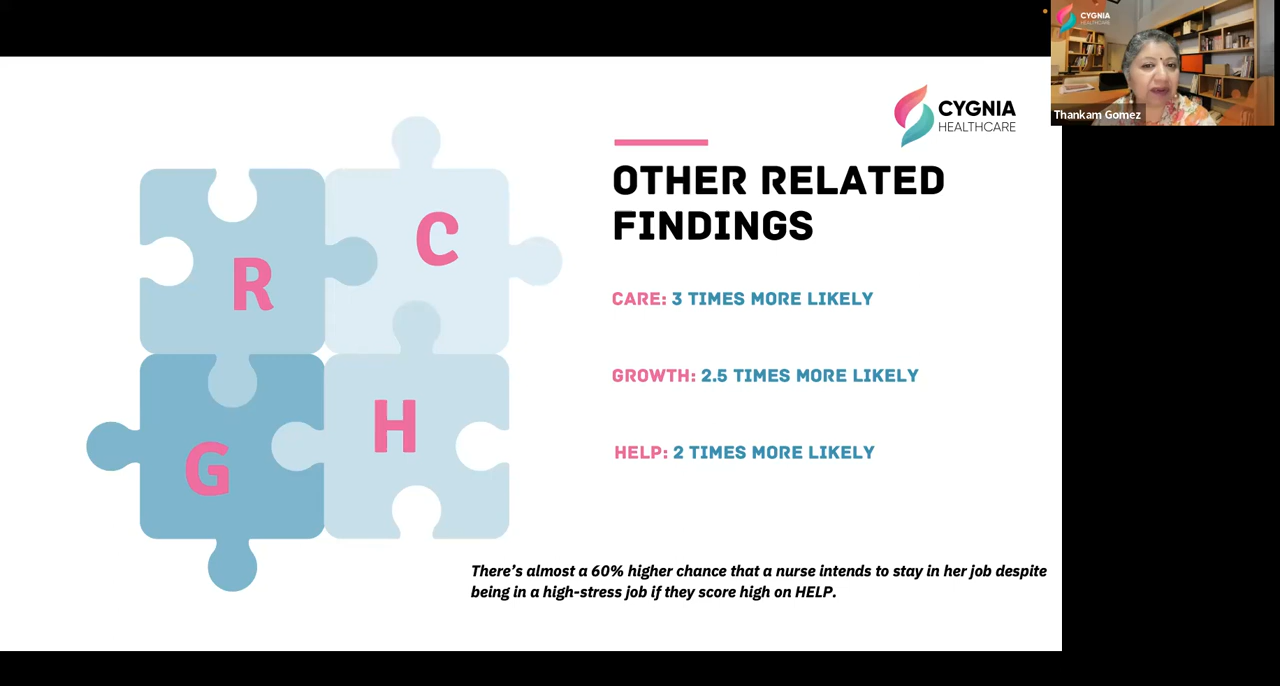 CYGNIA
HEALTHCARE
Thankam Gomez
CYGNIA
HEALTHCARE
OTHER RELATED
FINDINGS
R
C
G
H
CARE: 3 TIMES MORE LIKELY
GROWTH: 2.5 TIMES MORE LIKELY
HELP: 2 TIMES MORE LIKELY
There's almost a 60% higher chance that a nurse intends to stay in her job despite
being in a high-stress job if they score high on HELP.